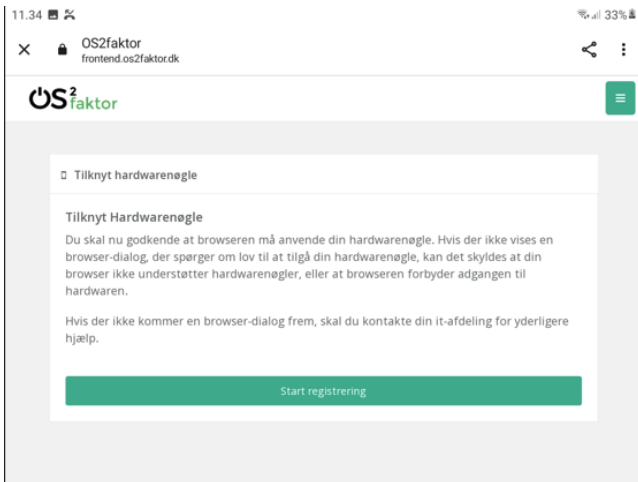 11.34
33%
OS2faktor
frontend.os2faktor.dk
OS2faktor
Tilknyt hardwarenøgle
Tilknyt Hardwarenøgle
Du skal nu godkende at browseren må anvende din hardwarenøgle. Hvis der ikke vises en
browser-dialog, der spørger om lov til at tilgå din hardwarenøgle, kan det skyldes at din
browser ikke understøtter hardwarenøgler, eller at browseren forbyder adgangen til
hardwaren.
Hvis der ikke kommer en browser-dialog frem, skal du kontakte din it-afdeling for yderligere
hjælp.
Start registrering